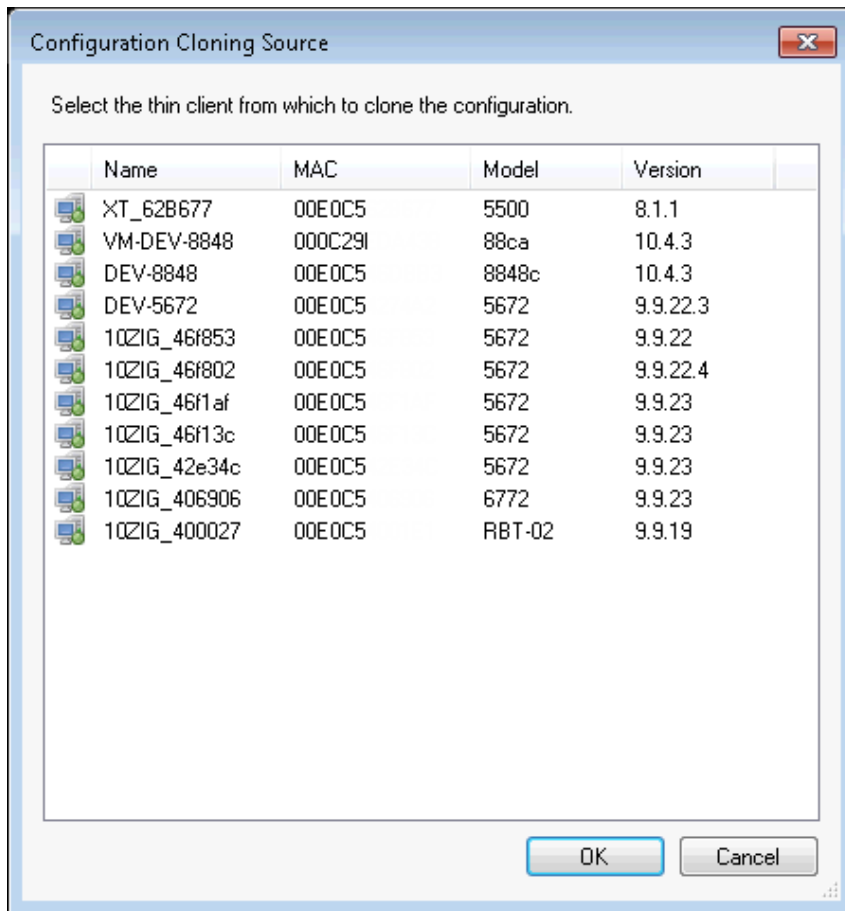 Configuration Cloning Source
Select the thin client from which to clone the configuration.
Name MAC Model Version
XT_62B677 00E0C5 5500 8.1.1
VM-DEV-8848 000C29 88ca 10.4.3
DEV-8848 00E0C5 8848c 10.4.3
DEV-5672 00E0C5 5672 9.9.22.3
10ZIG_46f853 00E0C5 5672 9.9.22
10ZIG_46f802 00E0C5 5672 9.9.22.4
10ZIG_46f1af 00E0C5 5672 9.9.23
10ZIG_46f13c 00E0C5 5672 9.9.23
10ZIG_42e34c 00E0C5 5672 9.9.23
10ZIG_406906 00E0C5 6772 9.9.23
10ZIG_400027 00E0C5 RBT-02 9.9.19
OK Cancel